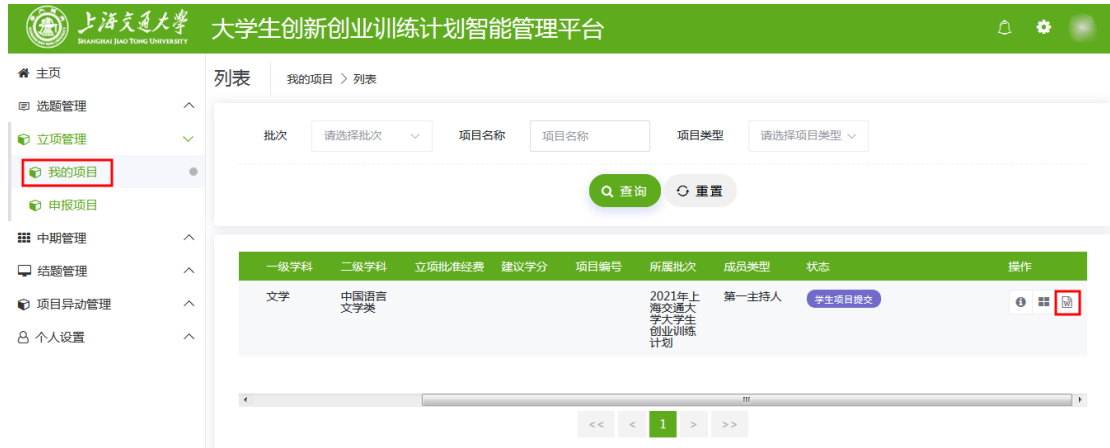 上海交通大学
SHANGHAI JIAO TONG UNIVERSITY
大学生创新创业训练计划智能管理平台
主页
选题管理
立项管理
我的项目
申报项目
中期管理
结题管理
项目异动管理
个人设置
列表 我的项目 > 列表
批次 请选择批次 项目名称 项目名称 项目类型 请选择项目类型
查询 重置
一级学科 二级学科 立项批准经费 建议学分 项目编号 所属批次 成员类型 状态 操作
文学
中国语言
文学类
2021年上
海交通大
学大学生
创业训练
计划
第一主持人
学生项目提交
<< < 1 > >>